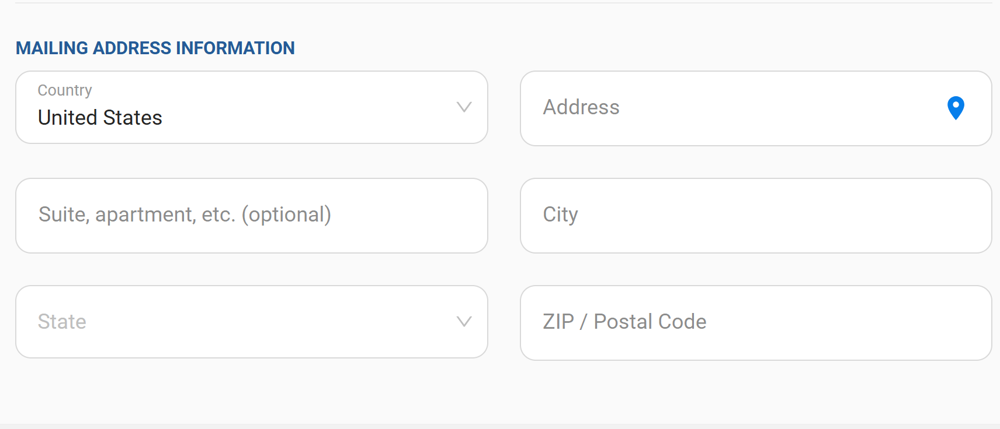 MAILING ADDRESS INFORMATION
Country
United States
Address
Suite, apartment, etc. (optional)
City
State
ZIP / Postal Code